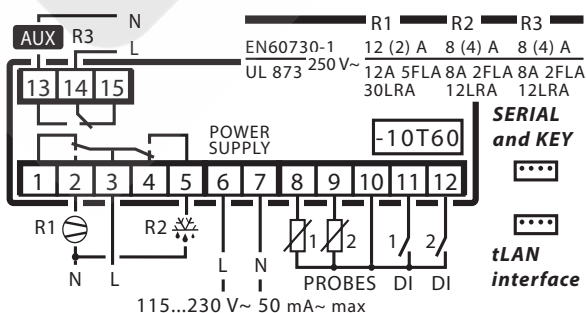 N
AUX R3
L
13 14 15
R1 R2 R3
EN60730-1 250 V~ 12 (2) A 8 (4) A 8 (4) A
UL 873 12A 5FLA 8A 2FLA 8A 2FLA
30LRA 12LRA 12LRA
SERIAL
and KEY
POWER
SUPPLY
-10T60
1 2 3 4 5 6 7 8 9 10 11 12
R1 R2 1 2 1 2
N L L N PROBES DI DI
115...230 V~ 50 mA~ max
tLAN
interface